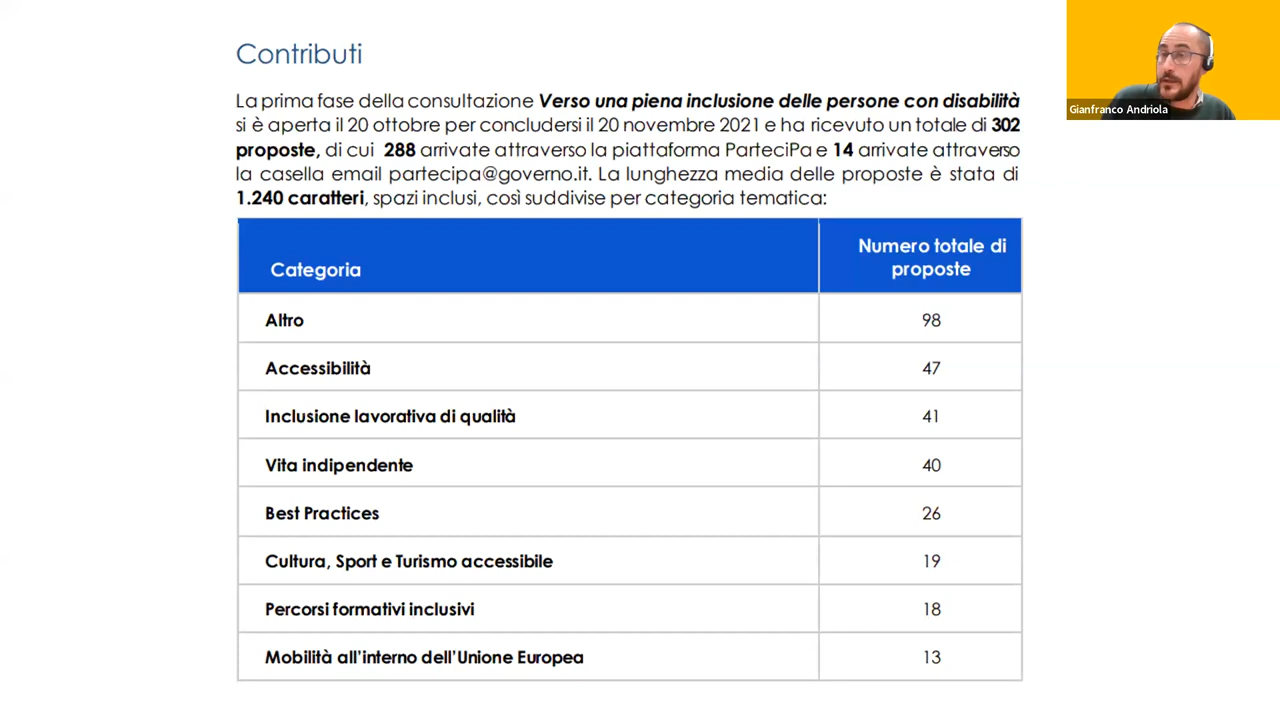 Contributi
La prima fase della consultazione Verso una piena inclusione delle persone con disabilità
si è aperta il 20 ottobre per concludersi il 20 novembre 2021 e ha ricevuto un totale di 302
proposte, di cui 288 arrivate attraverso la piattaforma ParteciPa e 14 arrivate attraverso
la casella email partecipa@governo.it. La lunghezza media delle proposte è stata di
1.240 caratteri, spazi inclusi, così suddivise per categoria tematica:
Categoria Numero totale di
proposte
Altro 98
Accessibilità 47
Inclusione lavorativa di qualità 41
Vita indipendente 40
Best Practices 26
Cultura, Sport e Turismo accessibile 19
Percorsi formativi inclusivi 18
Mobilità all'interno dell'Unione Europea 13
Gianfranco Andriola